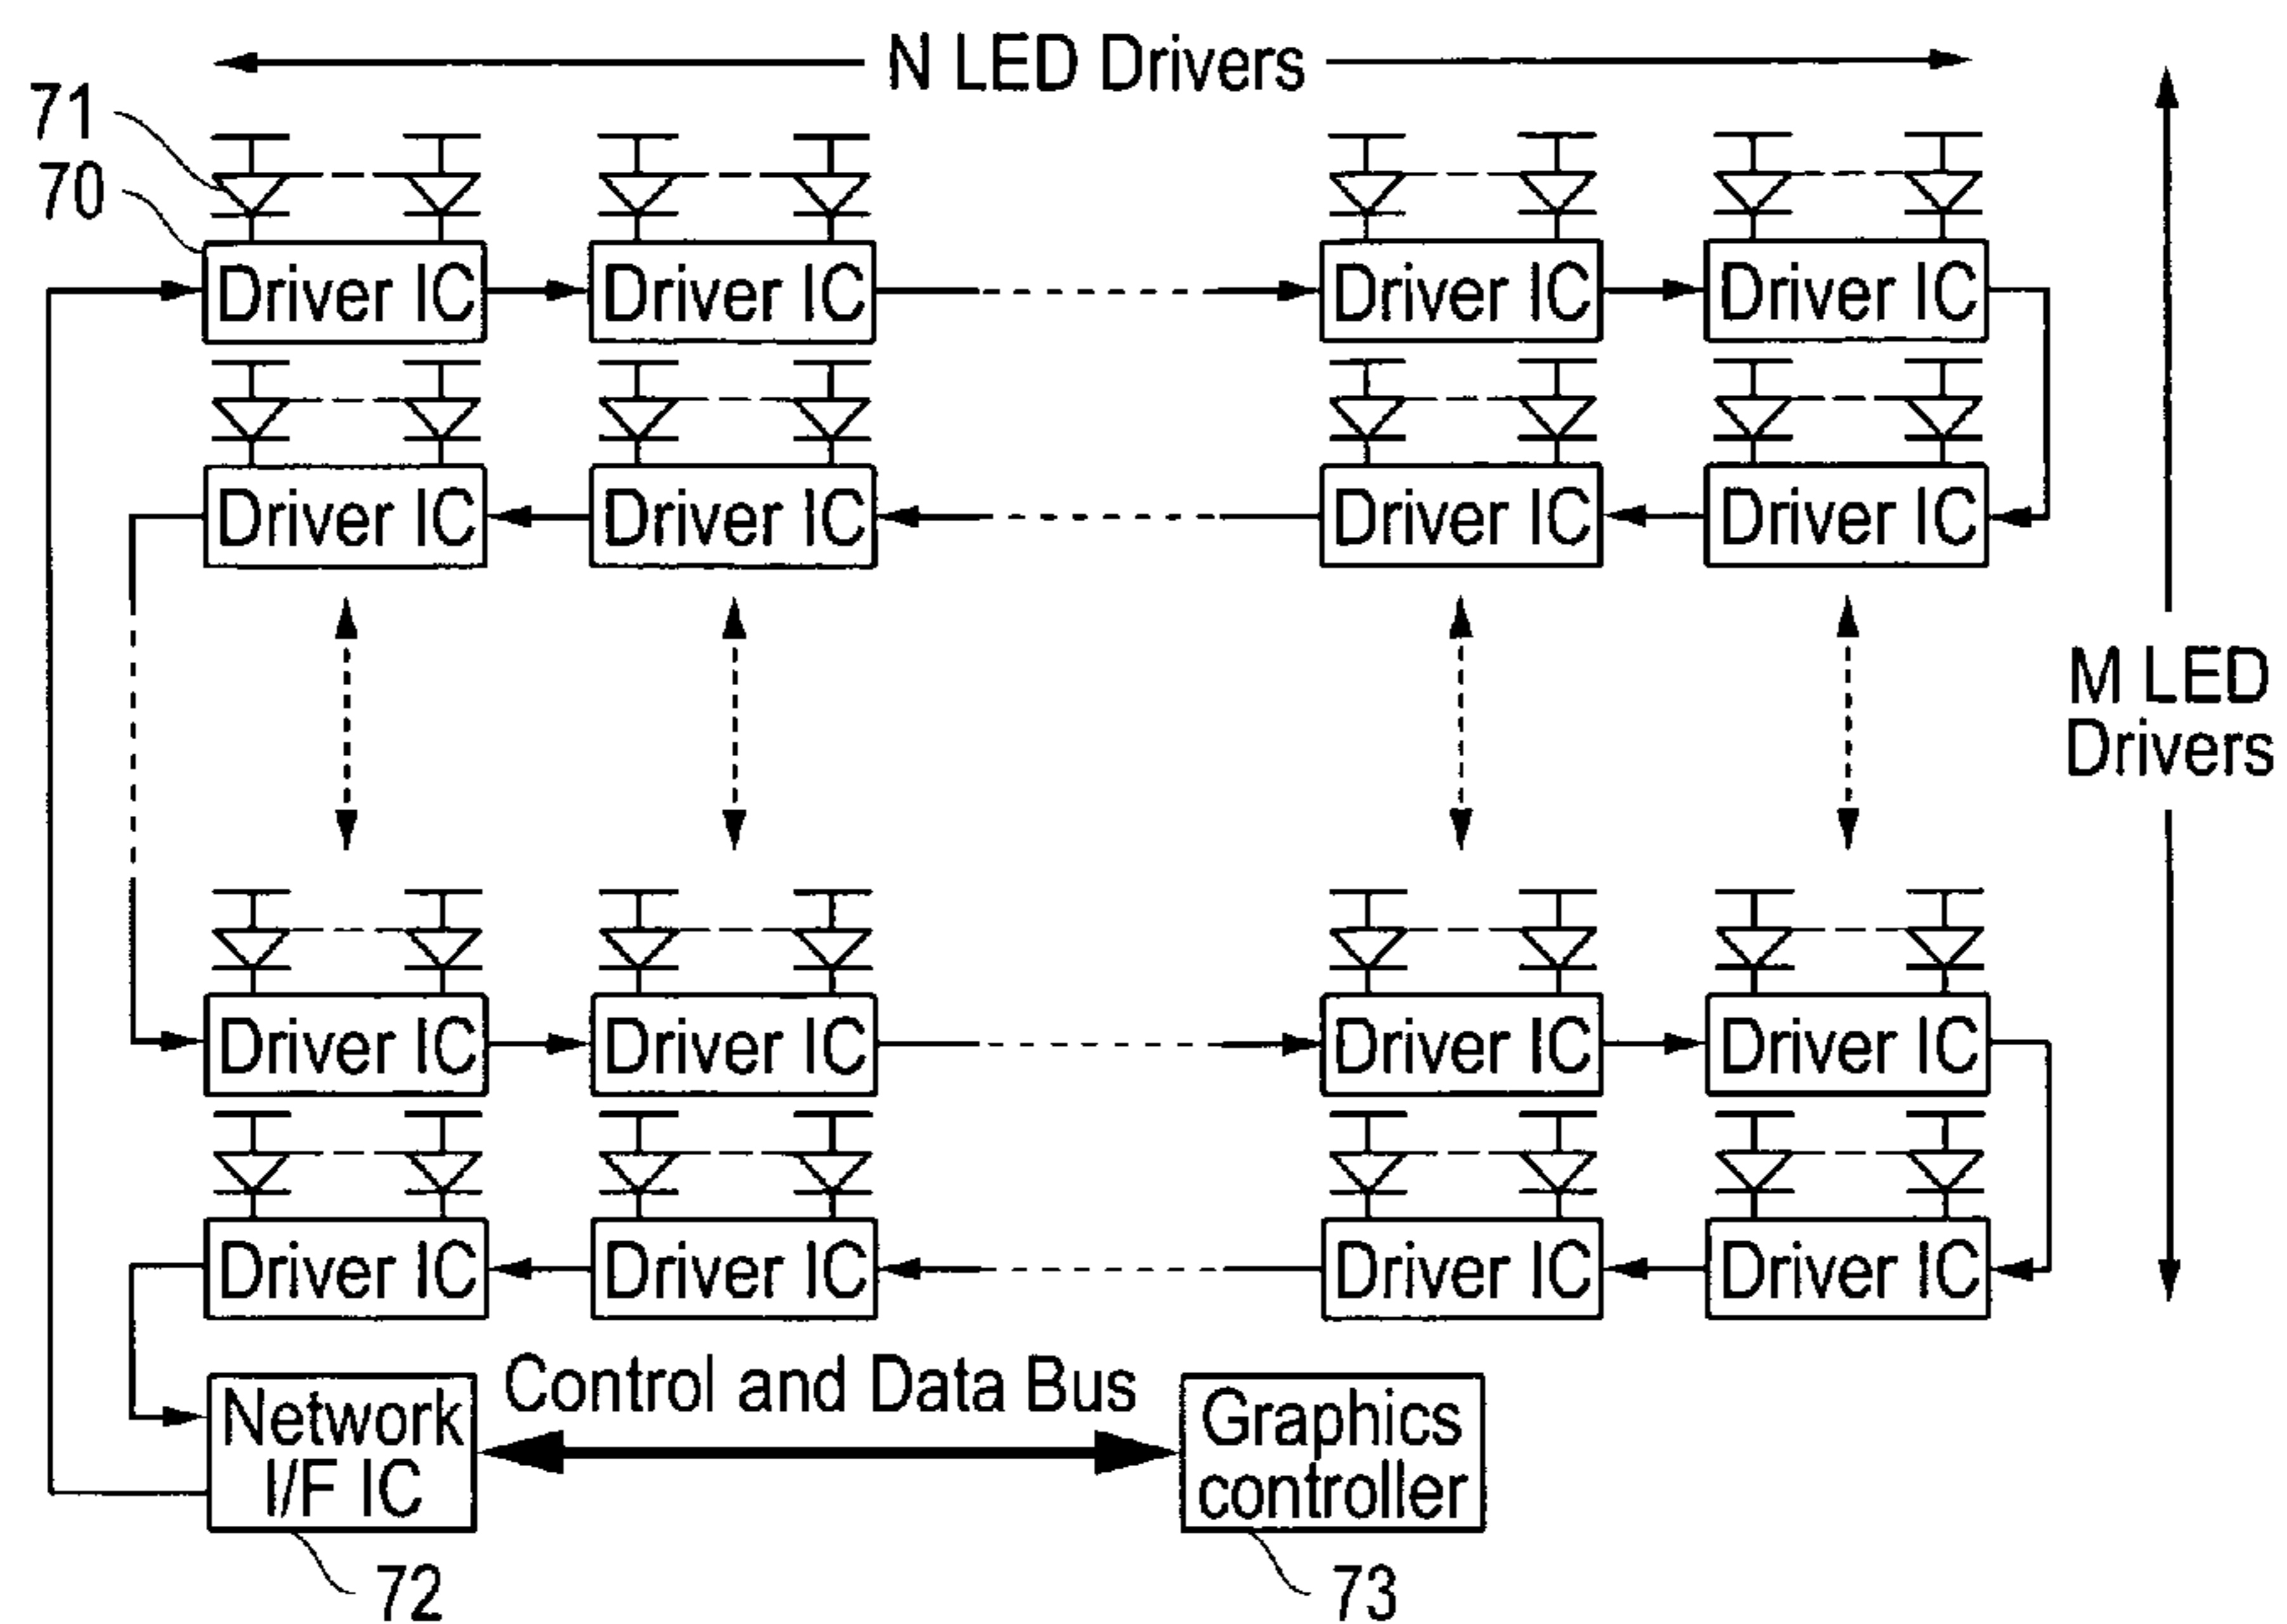 N LED Drivers
71
70
Driver IC Driver IC Driver IC Driver IC
Driver IC Driver IC Driver IC Driver IC
M LED
Drivers
Driver IC Driver IC Driver IC Driver IC
Driver IC Driver IC Driver IC Driver IC
Control and Data Bus
Network
I/F IC
Graphics
controller
72
73